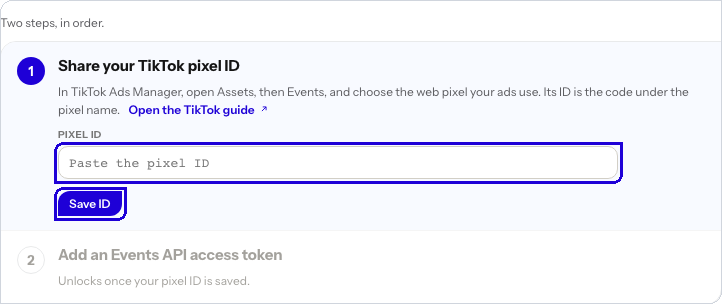 Two steps, in order.
1
Share your TikTok pixel ID
In TikTok Ads Manager, open Assets, then Events, and choose the web pixel your ads use. Its ID is the code under the
pixel name. Open the TikTok guide ↗
PIXEL ID
Paste the pixel ID
Save ID
2
Add an Events API access token
Unlocks once your pixel ID is saved.